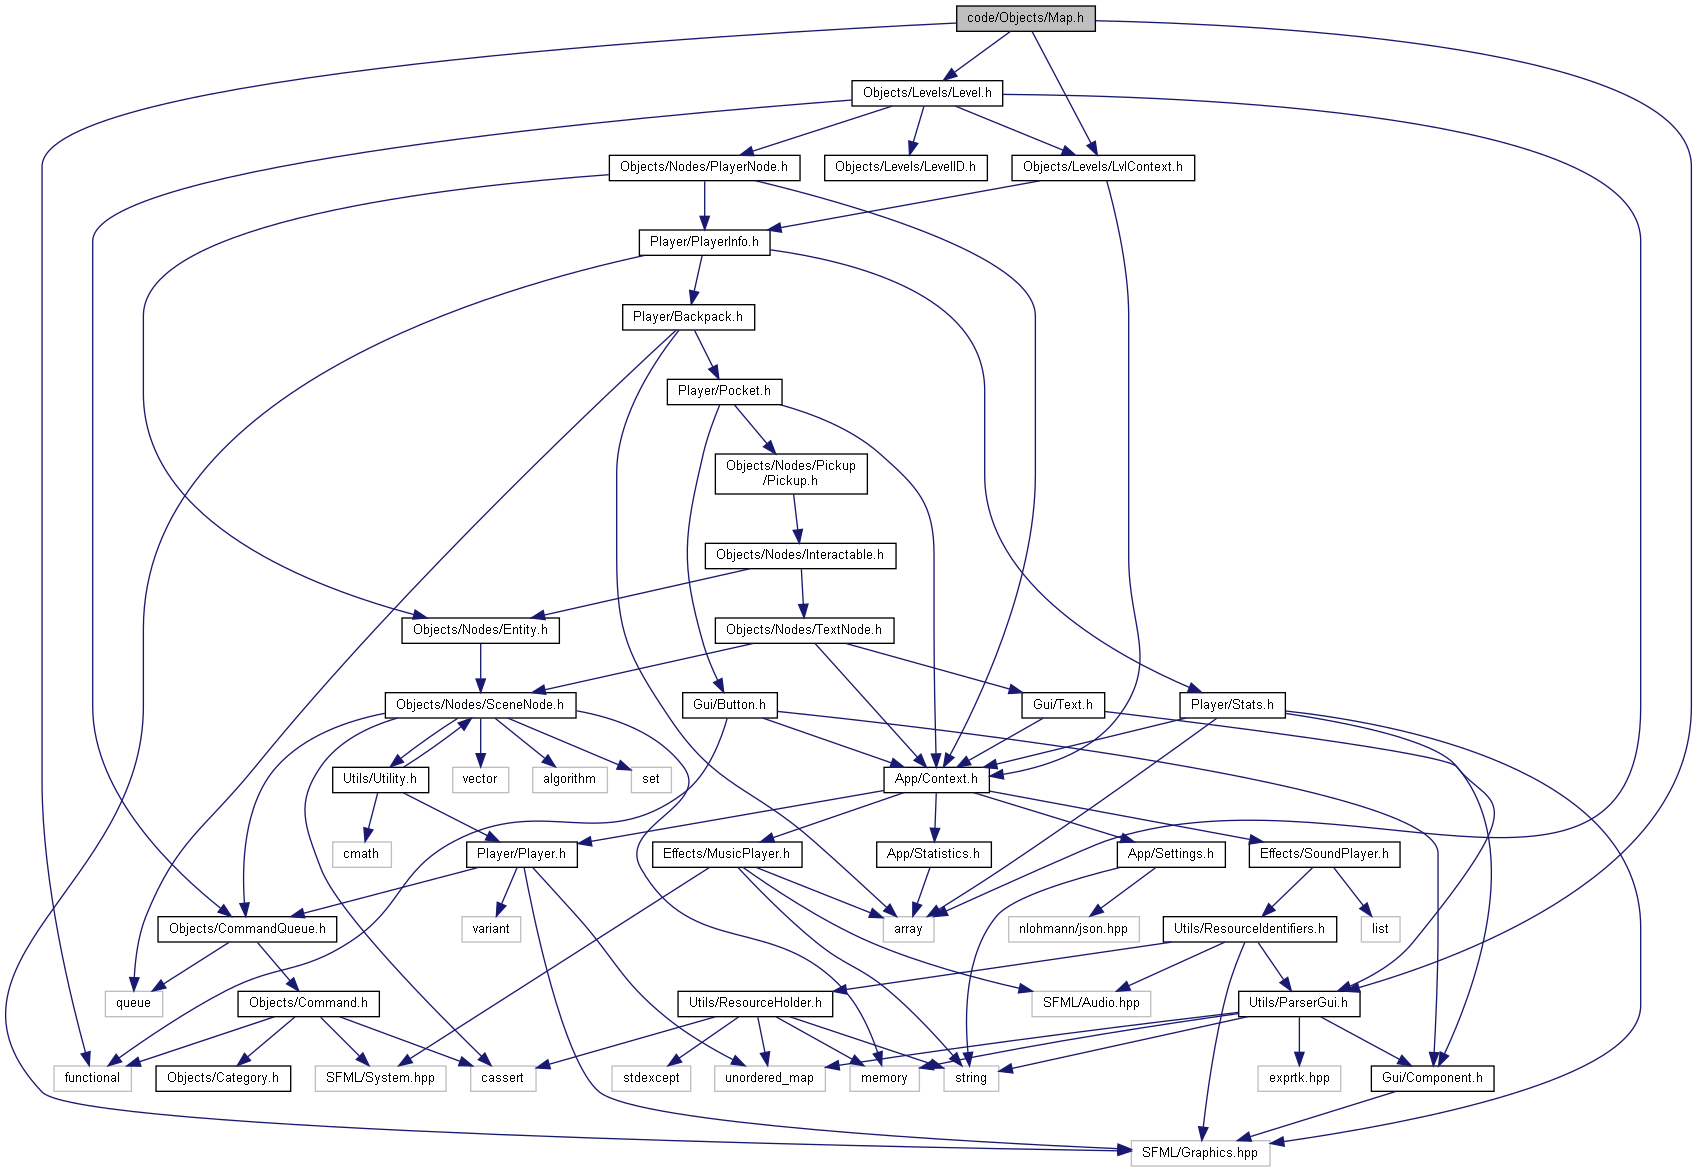 code/Objects/Map.h
Objects/Levels/Level.h
Objects/Nodes/PlayerNode.h
Objects/Levels/LevelID.h
Objects/Levels/LvlContext.h
Player/PlayerInfo.h
Player/Backpack.h
Player/Pocket.h
Objects/Nodes/Pickup
/Pickup.h
Objects/Nodes/Interactable.h
Objects/Nodes/Entity.h
Objects/Nodes/TextNode.h
Objects/Nodes/SceneNode.h
Gui/Button.h
Gui/Text.h
Player/Stats.h
Utils/Utility.h
vector
algorithm
set
App/Context.h
cmath
Player/Player.h
Effects/MusicPlayer.h
App/Statistics.h
App/Settings.h
Effects/SoundPlayer.h
Objects/CommandQueue.h
variant
array
nlohmann/json.hpp
Utils/ResourceIdentifiers.h
list
queue
Objects/Command.h
Utils/ResourceHolder.h
SFML/Audio.hpp
Utils/ParserGui.h
functional
Objects/Category.h
SFML/System.hpp
cassert
stdexcept
unordered_map
memory
string
exprtk.hpp
Gui/Component.h
SFML/Graphics.hpp